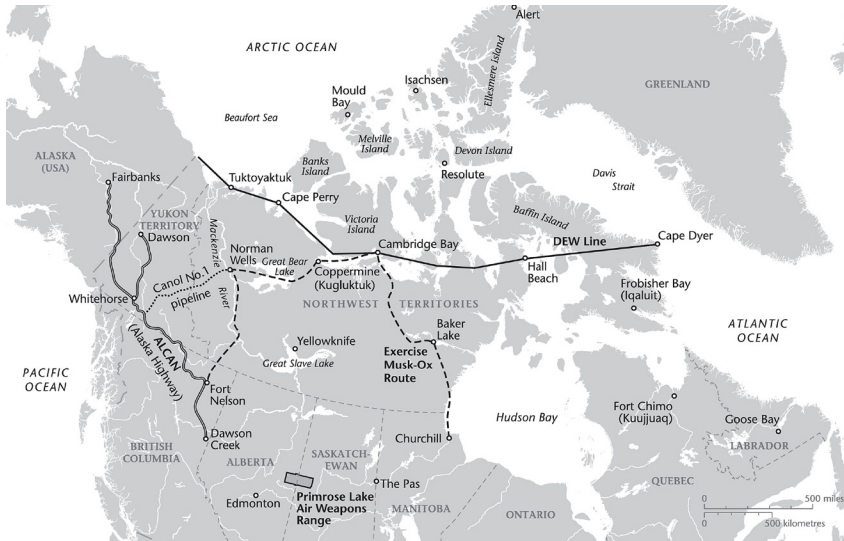 Alert
ARCTIC OCEAN
Isachsen
Mould
Bay
Ellesmere Island
GREENLAND
Beaufort Sea
Melville
Island
Devon Island
ALASKA
(USA)
Banks
Island
Resolute
Davis
Strait
Fairbanks
Tuktoyaktuk
Cape Perry
YUKON
TERRITORY
Dawson
Victoria
Island
Baffin Island
Mackenzie
River
Norman
Wells
Great Bear
Lake
Cambridge Bay
DEW Line
Cape Dyer
Coppermine
(Kugluktuk)
Hall
Beach
Canol No.1
pipeline
Whitehorse
NORTHWEST TERRITORIES
Frobisher Bay
(Iqaluit)
ATLANTIC
OCEAN
Baker
Lake
Yellowknife
Great Slave Lake
Exercise
Musk-Ox
Route
ALCAN
(Alaska Highway)
PACIFIC
OCEAN
Fort
Nelson
Hudson Bay
Fort Chimo
(Kuujjuaq)
Goose Bay
LABRADOR
Dawson
Creek
Churchill
BRITISH
COLUMBIA
ALBERTA
SASKATCH-
EWAN
The Pas
QUEBEC
Edmonton
Primrose Lake
Air Weapons
Range
MANITOBA
ONTARIO
0 500 miles
0 500 kilometres